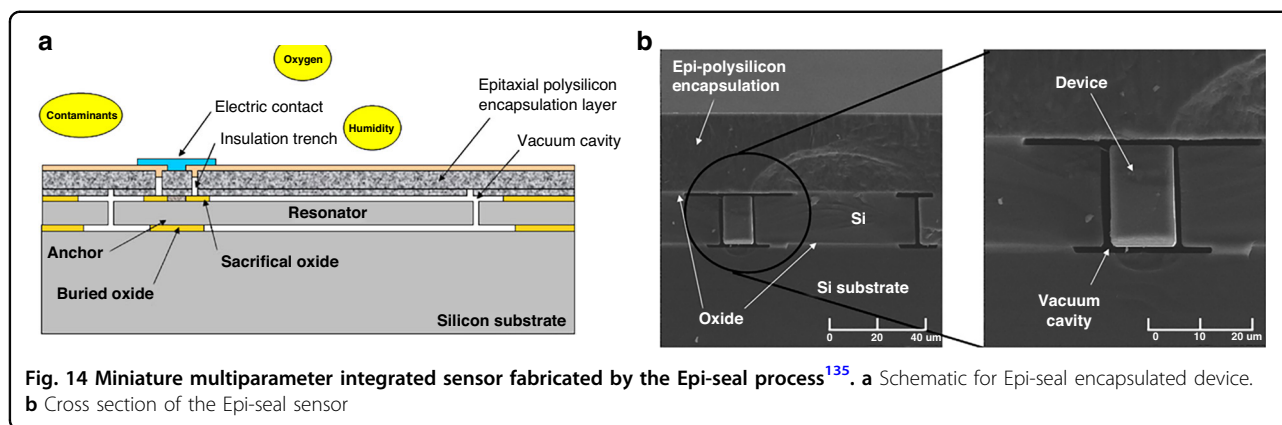 a
Oxygen
Contaminants
Humidity
Electric contact
Insulation trench
Epitaxial polysilicon
encapsulation layer
Vacuum cavity
Resonator
Anchor
Sacrifical oxide
Buried oxide
Silicon substrate
b
Epi-polysilicon
encapsulation
Si
Si substrate
Oxide
0 20 40 um
Device
Vacuum
cavity
0 10 20 um
Fig. 14 Miniature multiparameter integrated sensor fabricated by the Epi-seal process135. a Schematic for Epi-seal encapsulated device.
b Cross section of the Epi-seal sensor